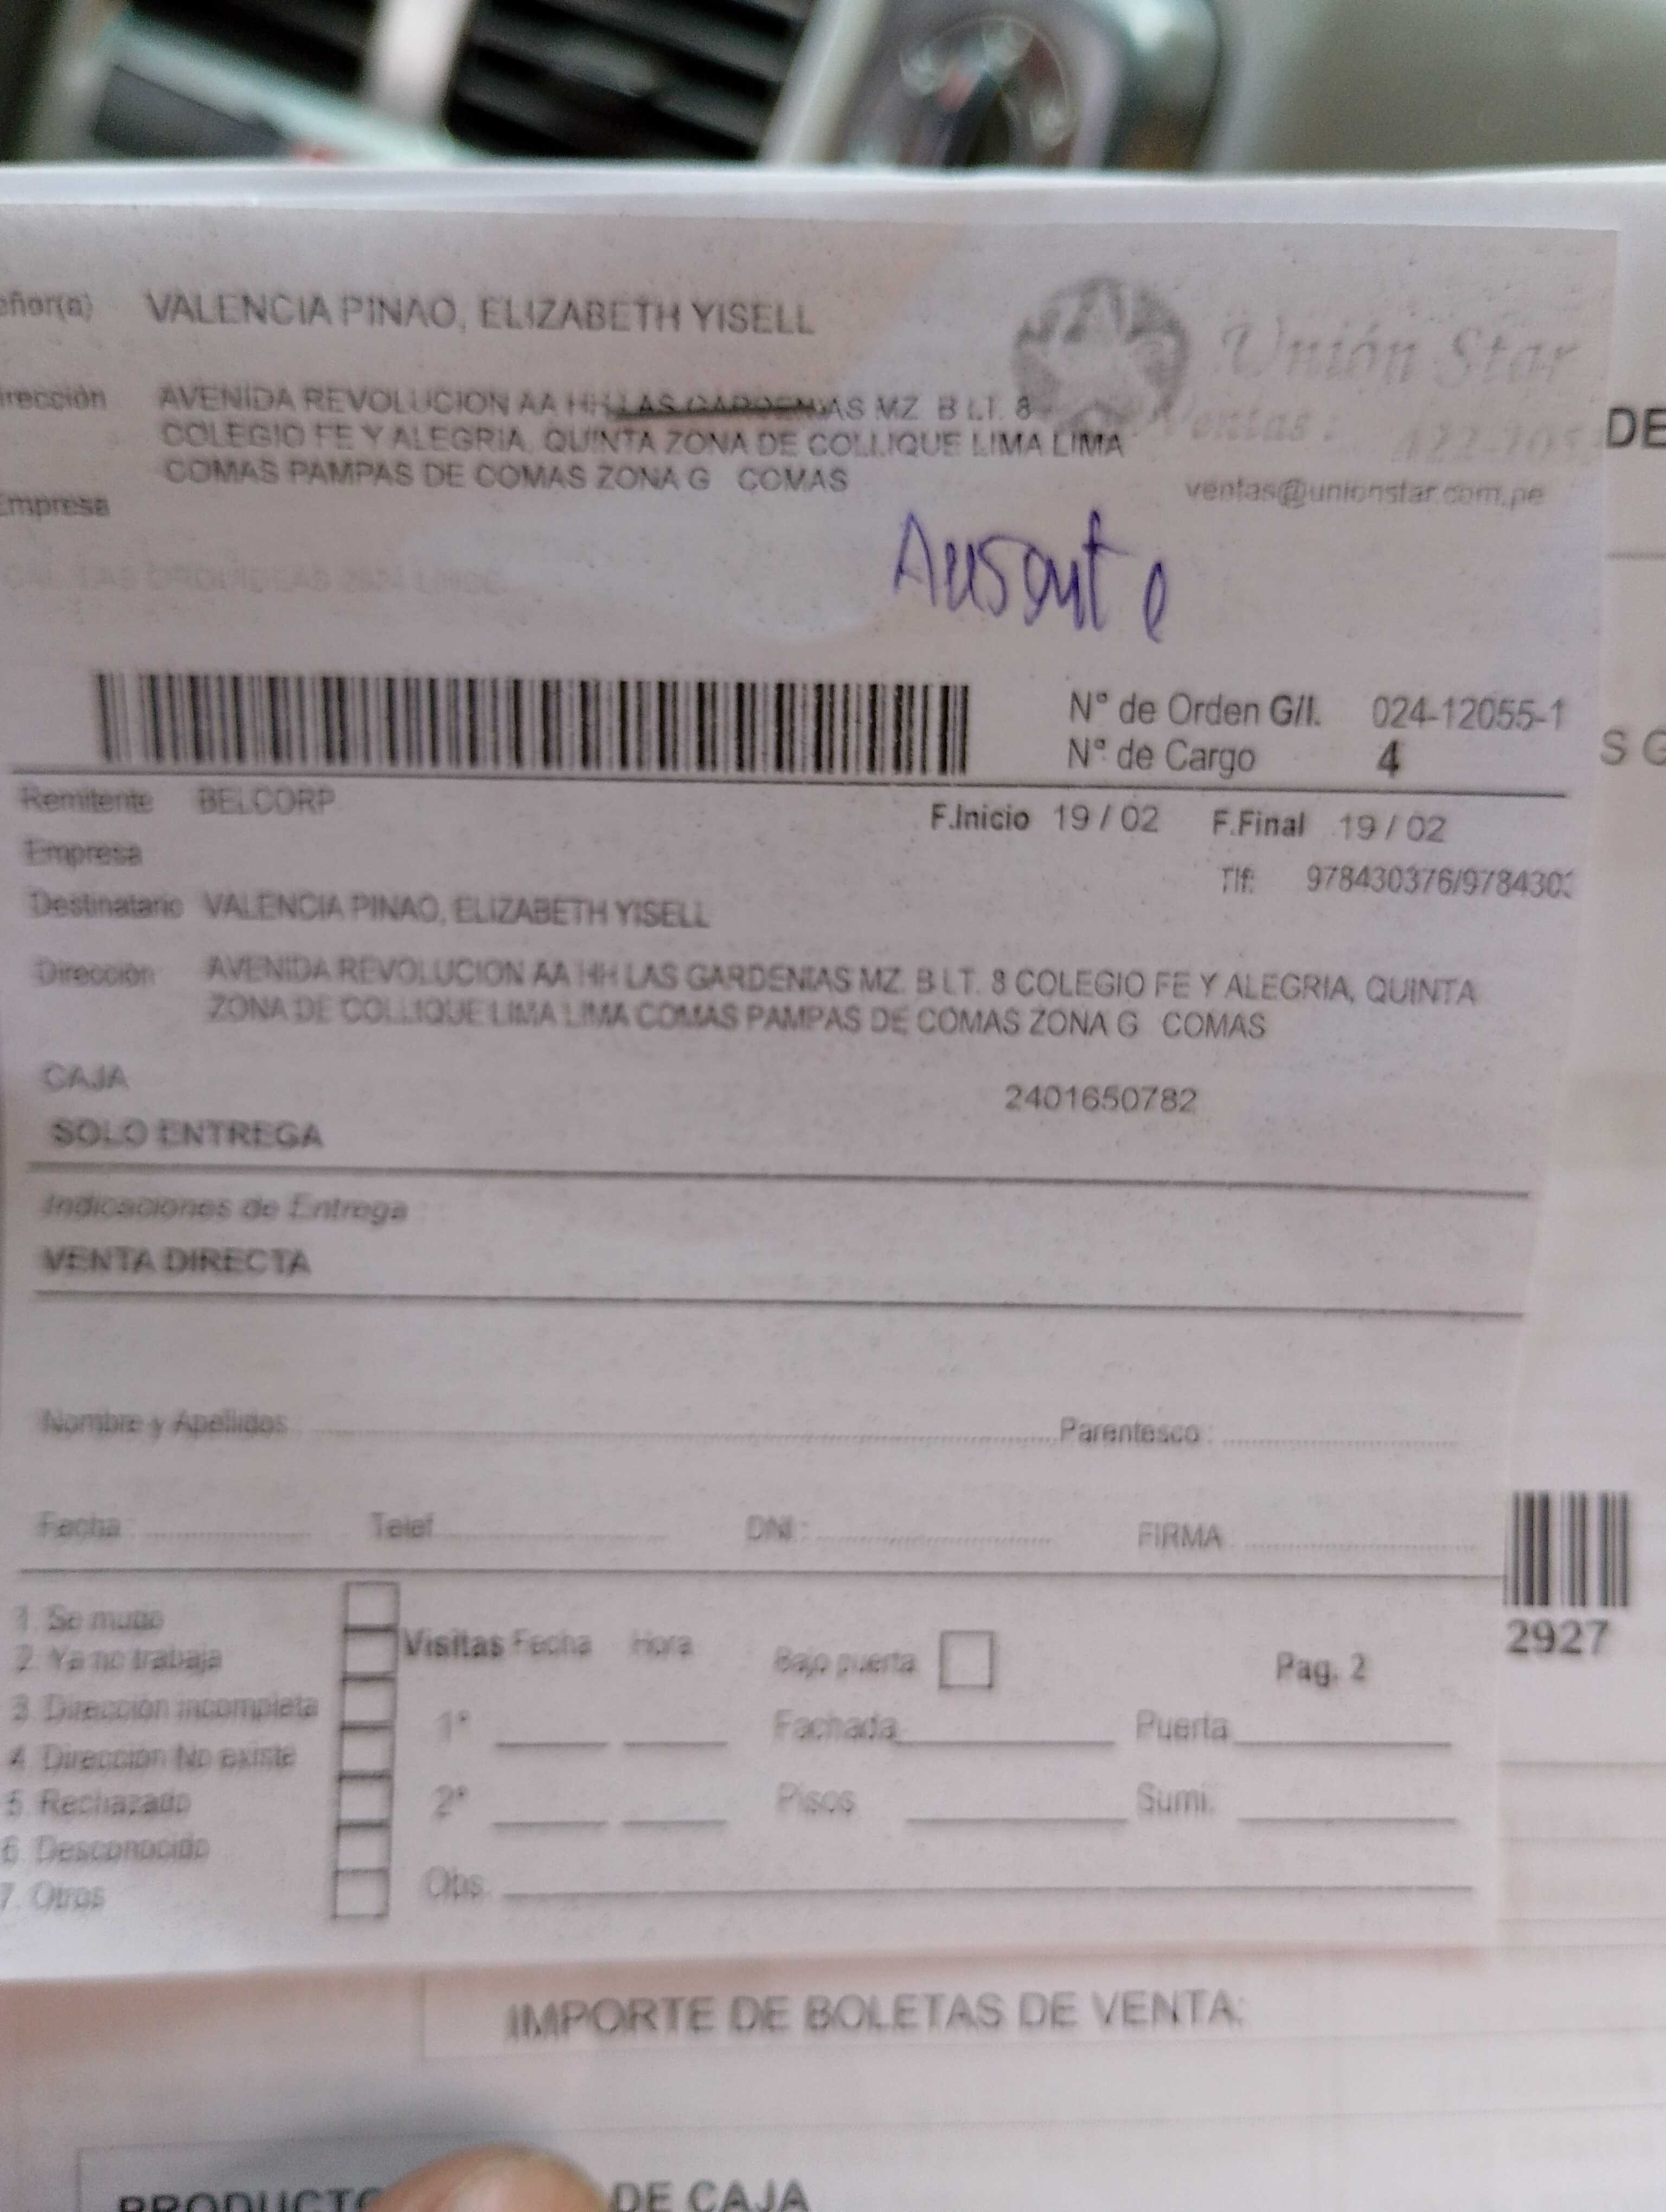 eñor(a) VALENCIA PINAO, ELIZABETH YISELL
Unión Star
irección AVENIDA REVOLUCION AA HH LAS GARDENIAS MZ. B LT. 8
COLEGIO FE Y ALEGRIA, QUINTA ZONA DE COLLIQUE LIMA LIMA
COMAS PAMPAS DE COMAS ZONA G COMAS
Ventas :
DE
ventas@unionstar.com.pe
Empresa
Ausente
N° de Orden G/I. 024-12055-1
N° de Cargo 4
S G
Remitente BELCORP
F.Inicio 19 / 02 F.Final 19 / 02
Empresa
Tlf: 978430376/978430
Destinatario VALENCIA PINAO, ELIZABETH YISELL
Dirección AVENIDA REVOLUCION AA HH LAS GARDENIAS MZ. B LT. 8 COLEGIO FE Y ALEGRIA, QUINTA
ZONA DE COLLIQUE LIMA LIMA COMAS PAMPAS DE COMAS ZONA G COMAS
CAJA 2401650782
SOLO ENTREGA
Indicaciones de Entrega :
VENTA DIRECTA
Nombre y Apellidos Parentesco :
Fecha : Telef. DNI : FIRMA :
1. Se mudo
2. Ya no trabaja
3. Dirección incompleta
4. Dirección No existe
5. Rechazado
6. Desconocido
7. Otros
Visitas Fecha Hora
1°
2°
Obs.
Bajo puerta Pag. 2
Fachada Puerta
Pisos Sumi.
2927
IMPORTE DE BOLETAS DE VENTA:
PRODUCTO DE CAJA